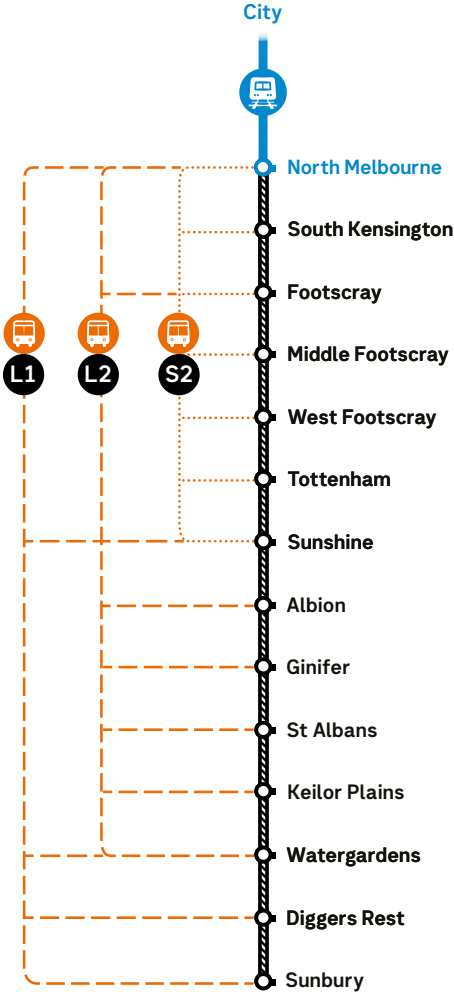 City
North Melbourne
South Kensington
Footscray
L1 L2 S2
Middle Footscray
West Footscray
Tottenham
Sunshine
Albion
Ginifer
St Albans
Keilor Plains
Watergardens
Diggers Rest
Sunbury